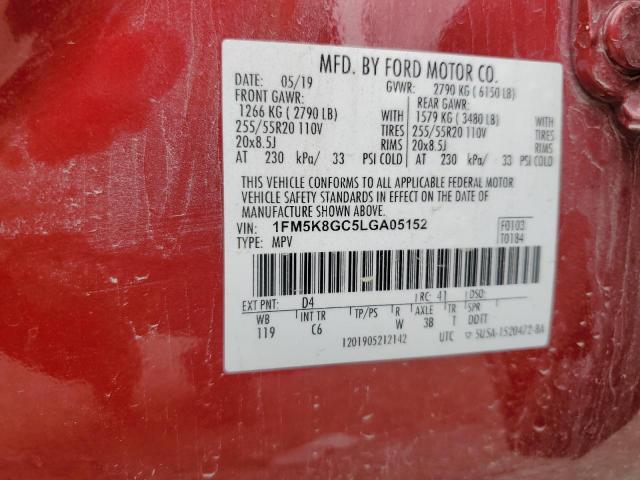 MFD. BY FORD MOTOR CO.
DATE: 05/19 GVWR: 2790 KG ( 6150 LB)
FRONT GAWR: REAR GAWR:
1266 KG ( 2790 LB) WITH 1579 KG ( 3480 LB) WITH
255/55R20 110V TIRES 255/55R20 110V TIRES
20x8.5J RIMS 20x8.5J RIMS
AT 230 kPa/ 33 PSI COLD AT 230 kPa/ 33 PSI COLD
THIS VEHICLE CONFORMS TO ALL APPLICABLE FEDERAL MOTOR
VEHICLE SAFETY STANDARDS IN EFFECT ON THE DATE OF
MANUFACTURE SHOWN ABOVE.
VIN: 1FM5K8GC5LGA05152 F0103
TYPE: MPV T0184
EXT PNT: D4 RC: 41 DSO:
WB INT TR TP/PS R AXLE TR SPR
119 C6 W 3B T DDFT
1201905212142 UTC 5U5A-1520472-BA